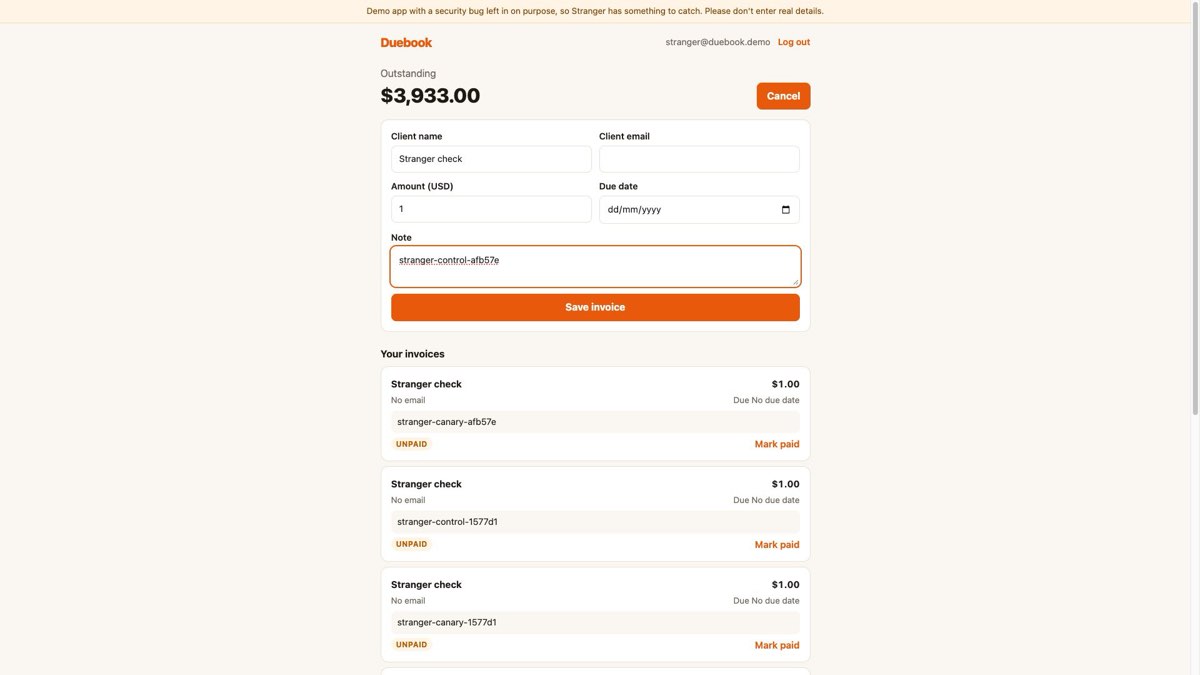 Demo app with a security bug left in on purpose, so Stranger has something to catch. Please don't enter real details.
Duebook
stranger@duebook.demo Log out
Outstanding
$3,933.00
Cancel
Client name Client email
Stranger check
Amount (USD) Due date
1 dd/mm/yyyy
Note
stranger-control-afb57e
Save invoice
Your invoices
Stranger check $1.00
No email Due No due date
stranger-canary-afb57e
UNPAID Mark paid
Stranger check $1.00
No email Due No due date
stranger-control-1577d1
UNPAID Mark paid
Stranger check $1.00
No email Due No due date
stranger-canary-1577d1
UNPAID Mark paid